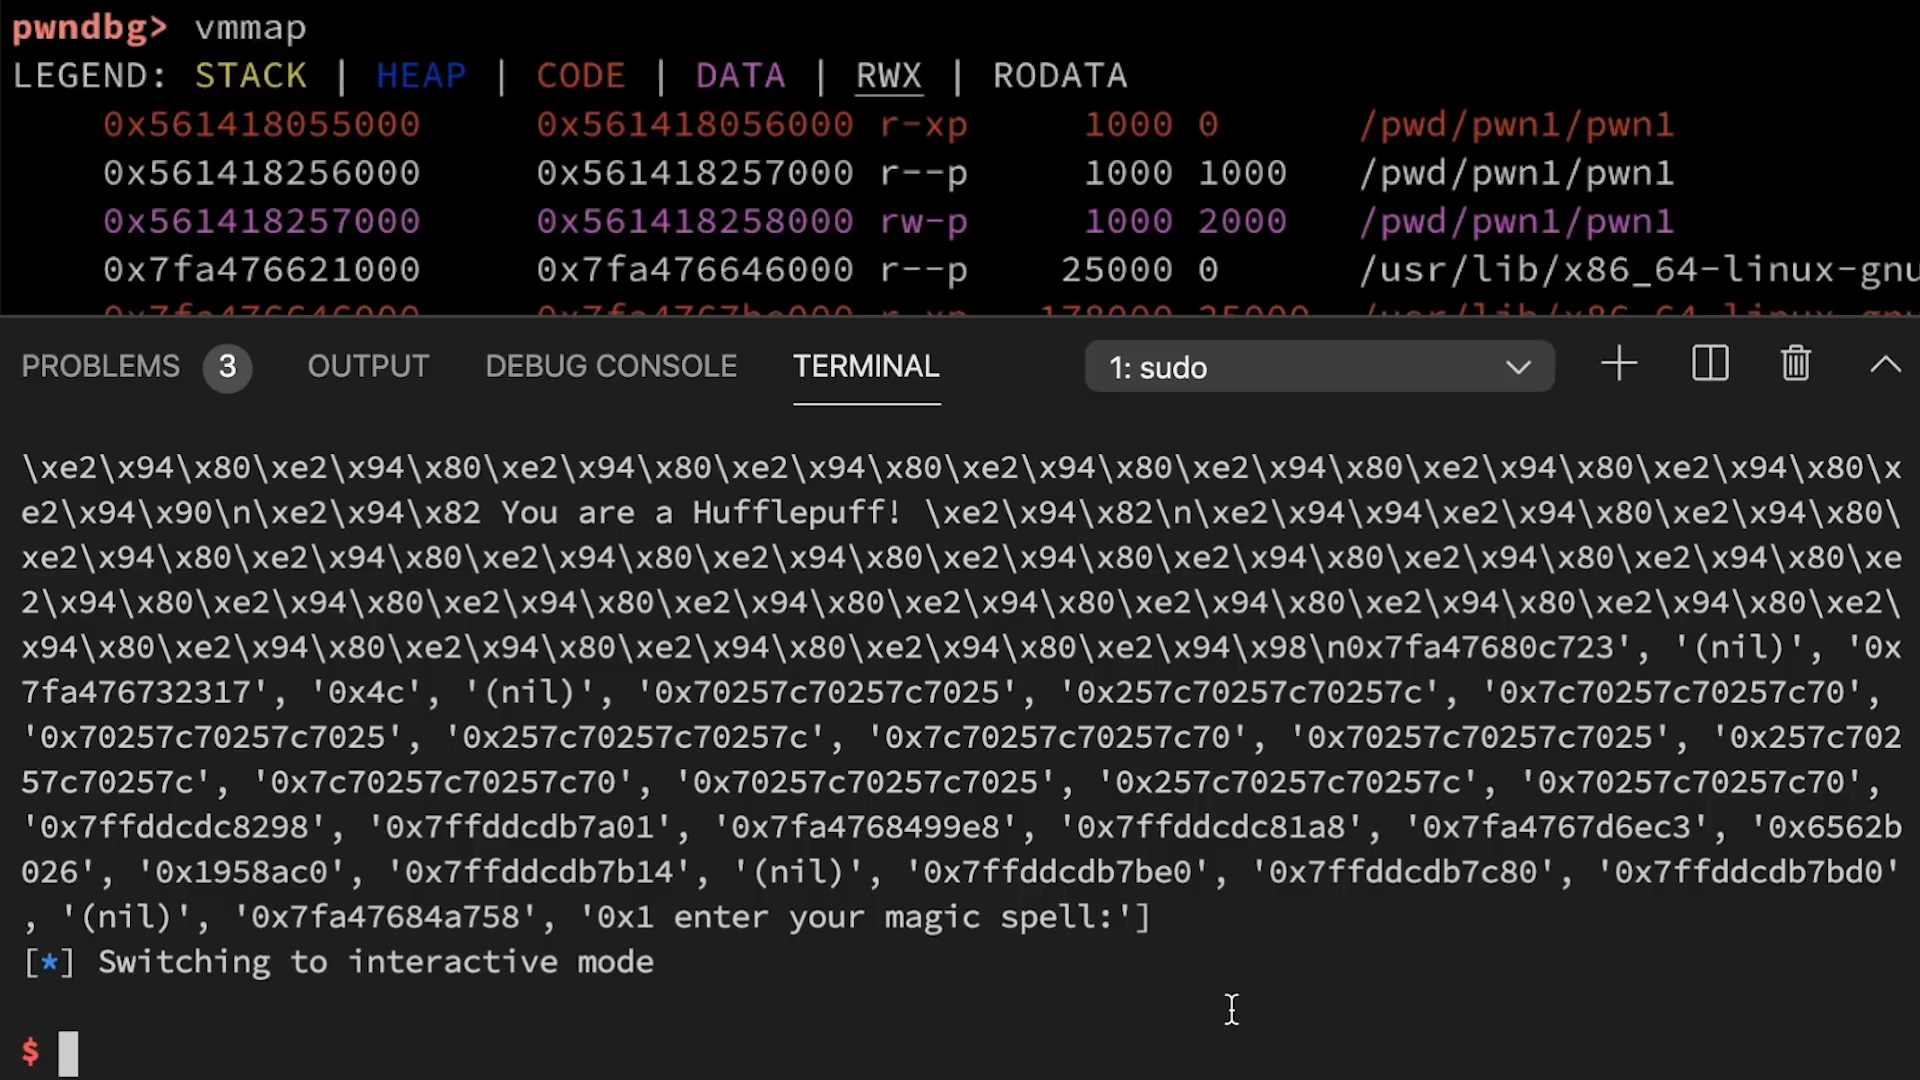 pwndbg> vmmap
LEGEND: STACK | HEAP | CODE | DATA | RWX | RODATA
0x561418055000 0x561418056000 r-xp 1000 0 /pwd/pwn1/pwn1
0x561418256000 0x561418257000 r--p 1000 1000 /pwd/pwn1/pwn1
0x561418257000 0x561418258000 rw-p 1000 2000 /pwd/pwn1/pwn1
0x7fa476621000 0x7fa476646000 r--p 25000 0 /usr/lib/x86_64-linux-gnu
PROBLEMS 3 OUTPUT DEBUG CONSOLE TERMINAL 1: sudo
\xe2\x94\x80\xe2\x94\x80\xe2\x94\x80\xe2\x94\x80\xe2\x94\x80\xe2\x94\x80\xe2\x94\x80\xe2\x94\x80\x
e2\x94\x90\n\xe2\x94\x82 You are a Hufflepuff! \xe2\x94\x82\n\xe2\x94\x94\xe2\x94\x80\xe2\x94\x80\
xe2\x94\x80\xe2\x94\x80\xe2\x94\x80\xe2\x94\x80\xe2\x94\x80\xe2\x94\x80\xe2\x94\x80\xe2\x94\x80\xe
2\x94\x80\xe2\x94\x80\xe2\x94\x80\xe2\x94\x80\xe2\x94\x80\xe2\x94\x80\xe2\x94\x80\xe2\x94\x80\xe2\
x94\x80\xe2\x94\x80\xe2\x94\x80\xe2\x94\x80\xe2\x94\x80\xe2\x94\x98\n0x7fa47680c723', '(nil)', '0x
7fa476732317', '0x4c', '(nil)', '0x70257c70257c7025', '0x257c70257c70257c', '0x7c70257c70257c70',
'0x70257c70257c7025', '0x257c70257c70257c', '0x7c70257c70257c70', '0x70257c70257c7025', '0x257c702
57c70257c', '0x7c70257c70257c70', '0x70257c70257c7025', '0x257c70257c70257c', '0x70257c70257c70',
'0x7ffddcdc8298', '0x7ffddcdb7a01', '0x7fa4768499e8', '0x7ffddcdc81a8', '0x7fa4767d6ec3', '0x6562b
026', '0x1958ac0', '0x7ffddcdb7b14', '(nil)', '0x7ffddcdb7be0', '0x7ffddcdb7c80', '0x7ffddcdb7bd0'
, '(nil)', '0x7fa47684a758', '0x1 enter your magic spell:']
[*] Switching to interactive mode
$